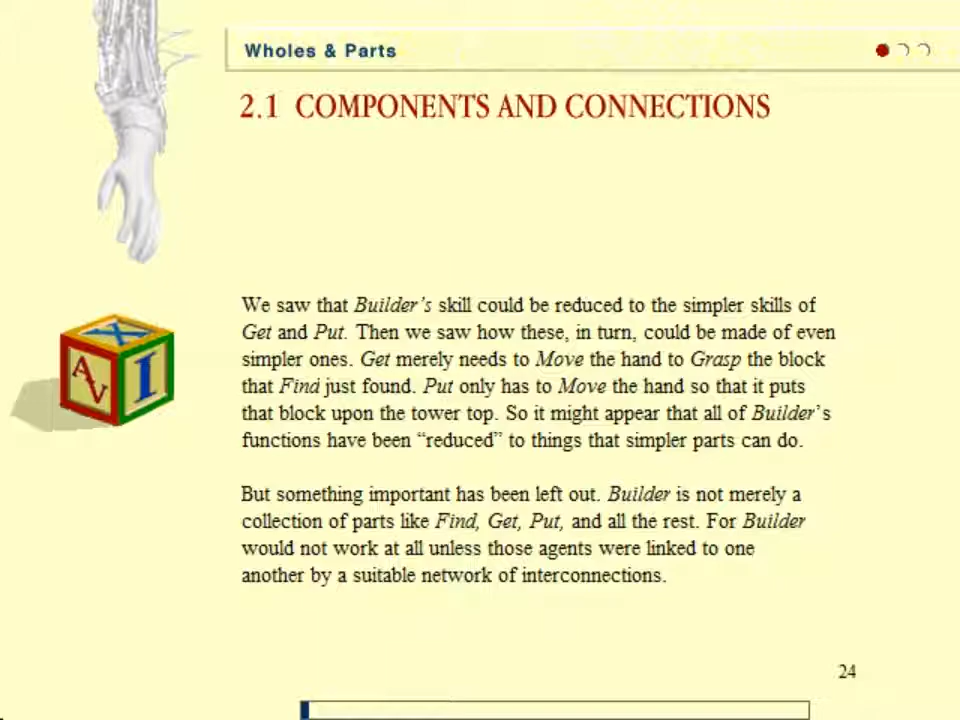 Wholes & Parts
2.1 COMPONENTS AND CONNECTIONS
We saw that Builder's skill could be reduced to the simpler skills of
Get and Put. Then we saw how these, in turn, could be made of even
simpler ones. Get merely needs to Move the hand to Grasp the block
that Find just found. Put only has to Move the hand so that it puts
that block upon the tower top. So it might appear that all of Builder's
functions have been “reduced” to things that simpler parts can do.
But something important has been left out. Builder is not merely a
collection of parts like Find, Get, Put, and all the rest. For Builder
would not work at all unless those agents were linked to one
another by a suitable network of interconnections.
X
A
V
I
24